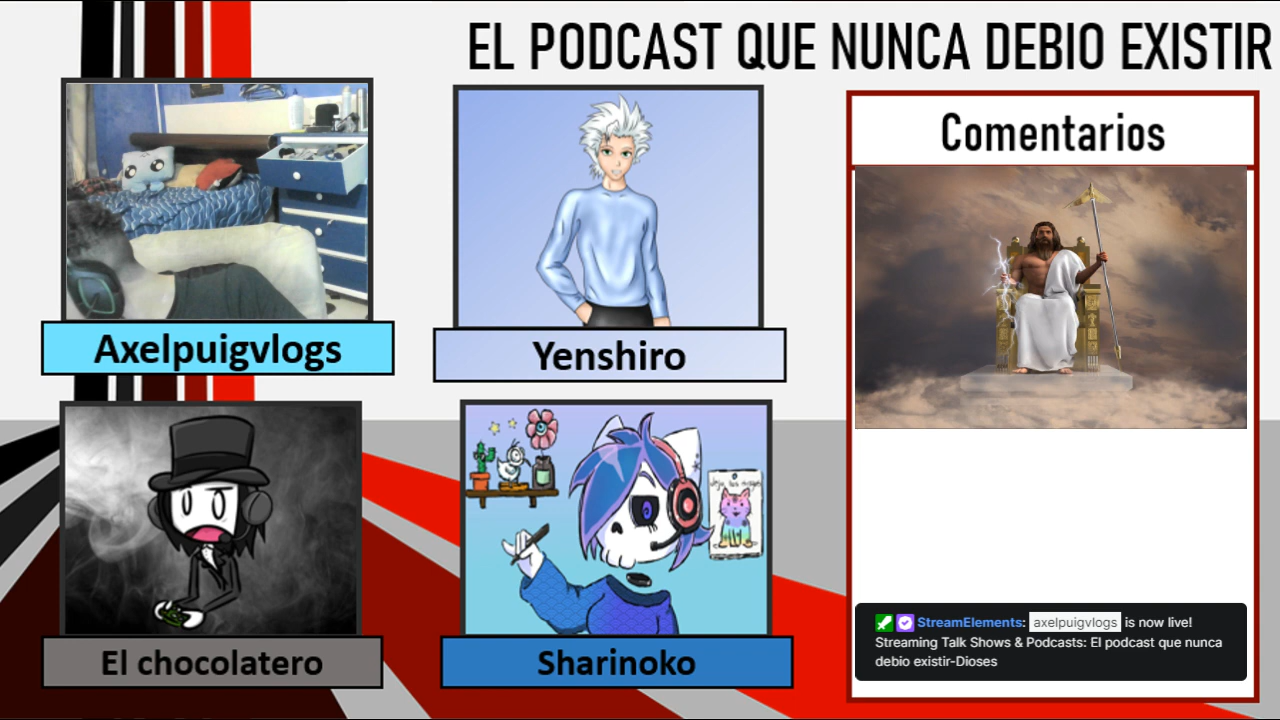 EL PODCAST QUE NUNCA DEBIO EXISTIR
Comentarios
Axelpuigvlogs
Yenshiro
El chocolatero
Sharinoko
StreamElements: axelpuigvlogs is now live!
Streaming Talk Shows & Podcasts: El podcast que nunca
debio existir-Dioses